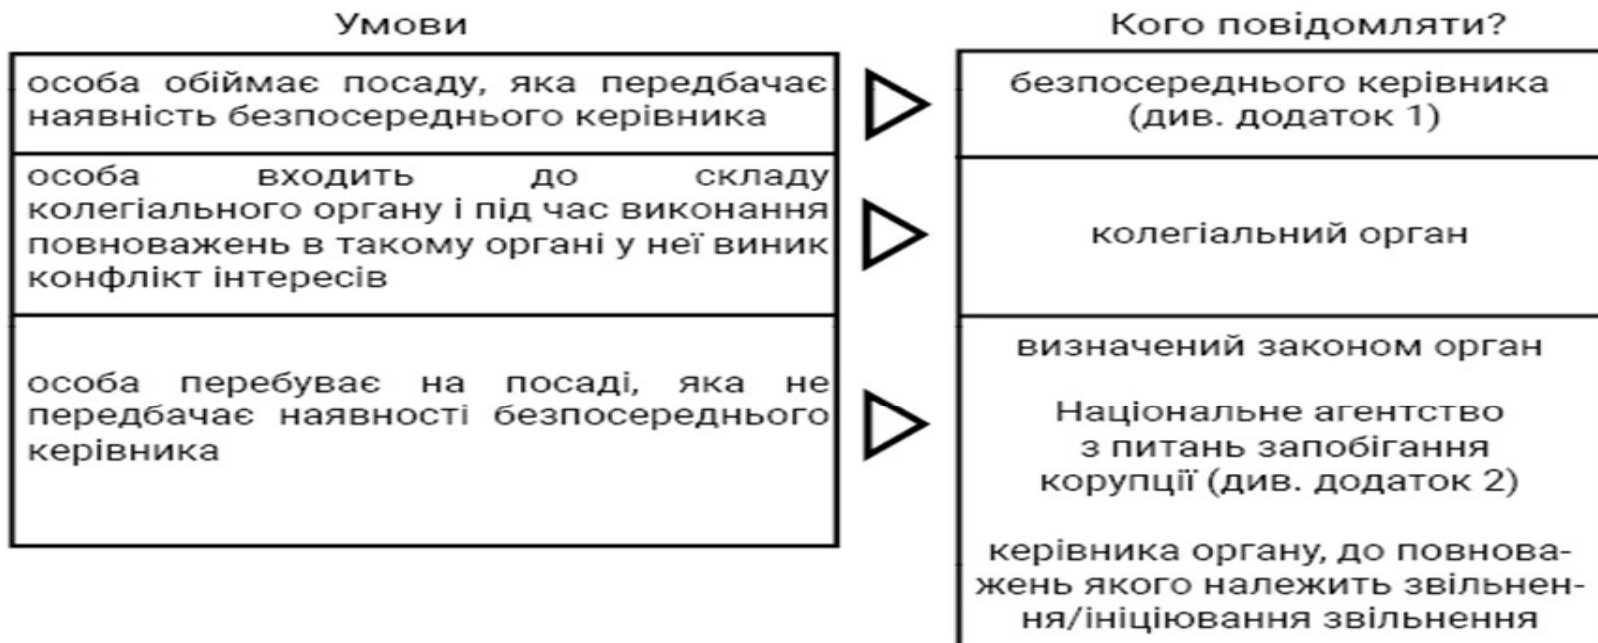 Умови
Кого повідомляти?
особа обіймає посаду, яка передбачає
наявність безпосереднього керівника
безпосереднього керівника
(див. додаток 1)
особа входить до складу
колегіального органу і під час виконання
повноважень в такому органі у неї виник
конфлікт інтересів
колегіальний орган
особа перебуває на посаді, яка не
передбачає наявності безпосереднього
керівника
визначений законом орган
Національне агентство
з питань запобігання
корупції (див. додаток 2)
керівника органу, до повнова-
жень якого належить звільнен-
ня/ініціювання звільнення